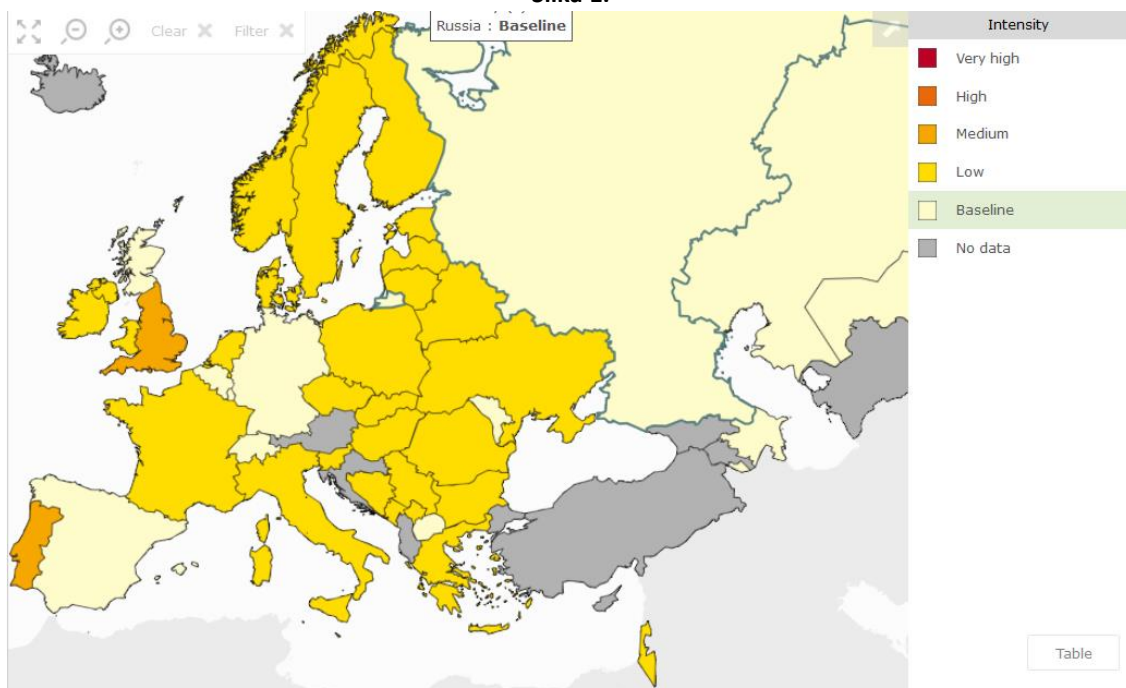 Clear ✕ Filter ✕
Russia : Baseline
Intensity
Very high
High
Medium
Low
Baseline
No data
Table